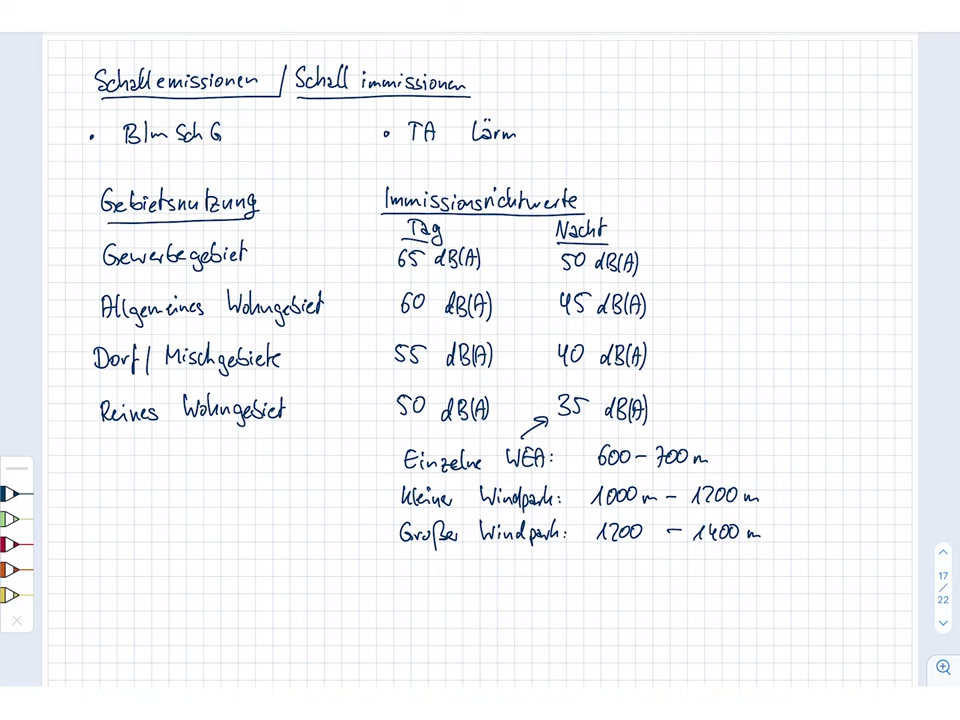 Schallemissionen / Schall immissionen
• BImSchG • TA Lärm
Gebietsnutzung Immissionsrichtwerte
Tag Nacht
Gewerbegebiet 65 dB(A) 50 dB(A)
Allgemeines Wohngebiet 60 dB(A) 45 dB(A)
Dorf/ Mischgebiete 55 dB(A) 40 dB(A)
Reines Wohngebiet 50 dB(A) 35 dB(A)
Einzelne WEA: 600 - 700 m
Kleiner Windpark: 1000 m - 1200 m
Großer Windpark: 1200 - 1400 m
17
/
22